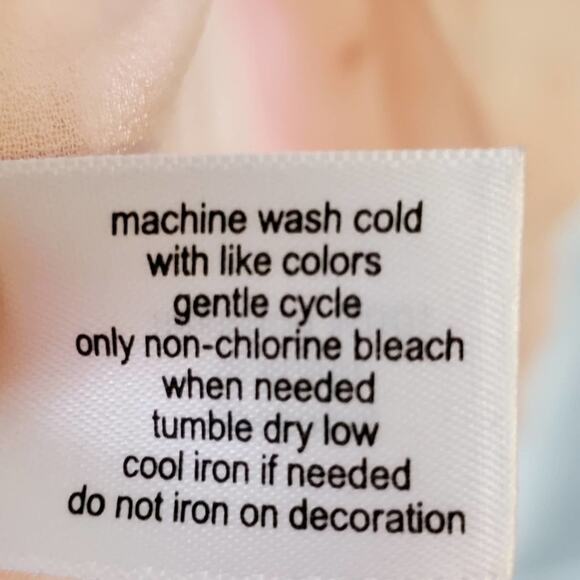 machine wash cold
with like colors
gentle cycle
only non-chlorine bleach
when needed
tumble dry low
cool iron if needed
do not iron on decoration